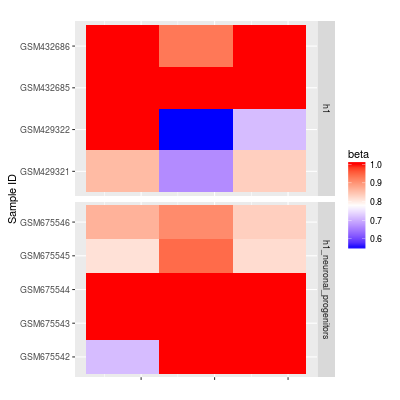 GSM432686
GSM432685
GSM429322
GSM429321
h1
GSM675546
GSM675545
GSM675544
GSM675543
GSM675542
h1_neuronal_progenitors
Sample ID
beta
1.0
0.9
0.8
0.7
0.6